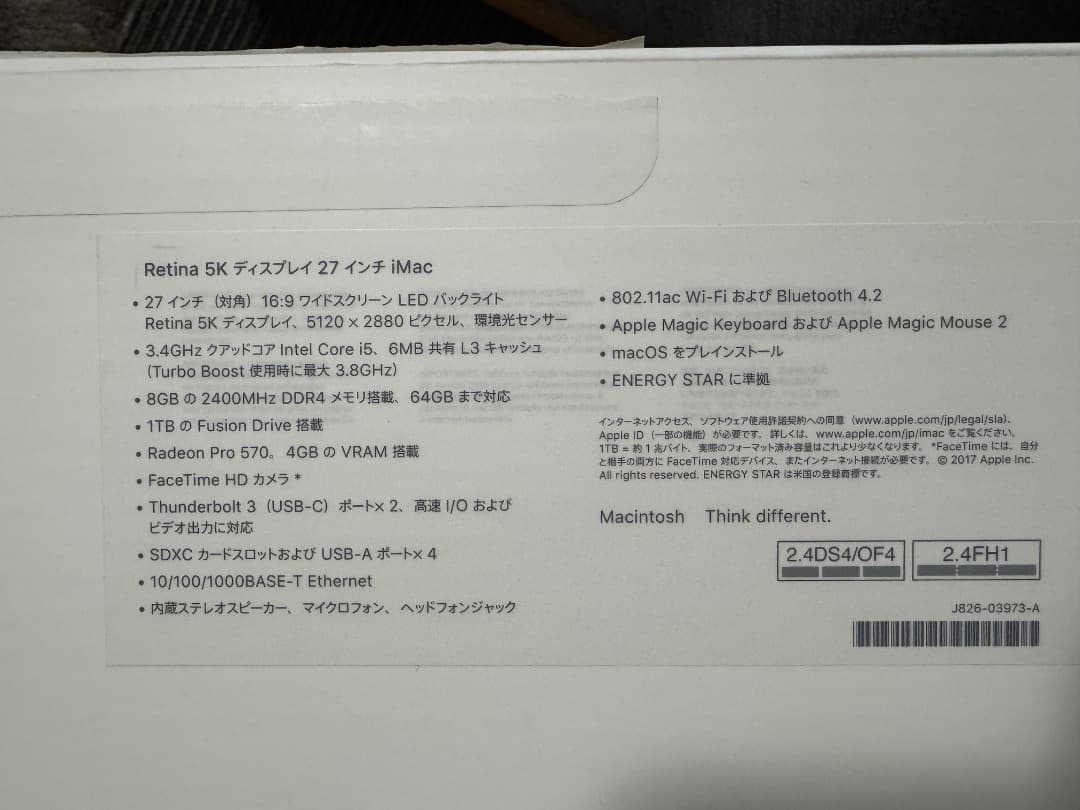 Retina 5K ディスプレイ 27 インチ iMac
• 27 インチ（対角）16:9 ワイドスクリーン LED バックライト
Retina 5K ディスプレイ、5120 × 2880 ピクセル、環境光センサー
• 3.4GHz クアッドコア Intel Core i5、6MB 共有 L3 キャッシュ
（Turbo Boost 使用時に最大 3.8GHz）
• 8GB の 2400MHz DDR4 メモリ搭載、64GB まで対応
• 1TB の Fusion Drive 搭載
• Radeon Pro 570。4GB の VRAM 搭載
• FaceTime HD カメラ *
• Thunderbolt 3（USB-C）ポート× 2、高速 I/O および
ビデオ出力に対応
• SDXC カードスロットおよび USB-A ポート× 4
• 10/100/1000BASE-T Ethernet
• 内蔵ステレオスピーカー、マイクロフォン、ヘッドフォンジャック
• 802.11ac Wi-Fi および Bluetooth 4.2
• Apple Magic Keyboard および Apple Magic Mouse 2
• macOS をプレインストール
• ENERGY STAR に準拠
インターネットアクセス、ソフトウェア使用許諾契約への同意（www.apple.com/jp/legal/sla）、
Apple ID（一部の機能）が必要です。詳しくは、www.apple.com/jp/imac をご覧ください。
1TB = 約 1 兆バイト、実際のフォーマット済み容量はこれより少なくなります。*FaceTime には、自分
と相手の両方に FaceTime 対応デバイス、またインターネット接続が必要です。© 2017 Apple Inc.
All rights reserved. ENERGY STAR は米国の登録商標です。
Macintosh Think different.
2.4DS4/OF4 2.4FH1
J826-03973-A